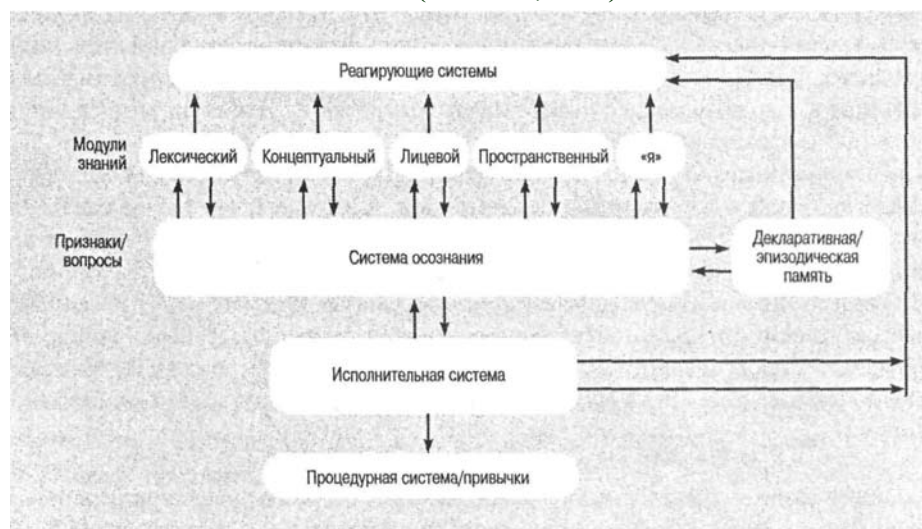 Реагирующие системы
Модули
знаний
Лексический
Концептуальный
Лицевой
Пространственный
«Я»
Признаки/
вопросы
Система осознания
Декларативная/
эпизодическая
память
Исполнительная система
Процедурная система/привычки